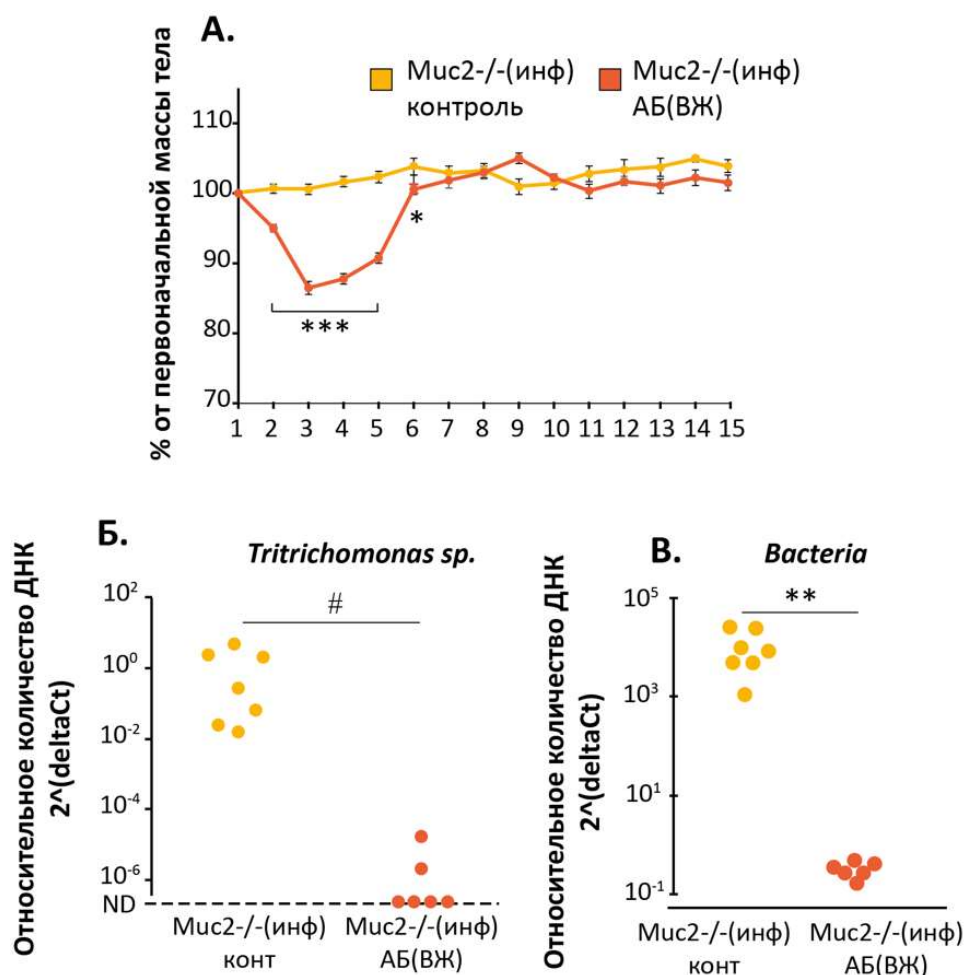 А.
Muc2-/-(инф)
контроль
Muc2-/-(инф)
АБ(ВЖ)
% от первоначальной массы тела
110
100
90
80
70
*
***
1 2 3 4 5 6 7 8 9 10 11 12 13 14 15
Б.
Tritrichomonas sp.
Относительное количество ДНК
2^(deltaCt)
#
10²
10⁰
10⁻²
10⁻⁴
10⁻⁶
ND
Muc2-/-(инф)
конт
Muc2-/-(инф)
АБ(ВЖ)
В.
Bacteria
Относительное количество ДНК
2^(deltaCt)
**
10⁵
10³
10¹
10⁻¹
Muc2-/-(инф)
конт
Muc2-/-(инф)
АБ(ВЖ)